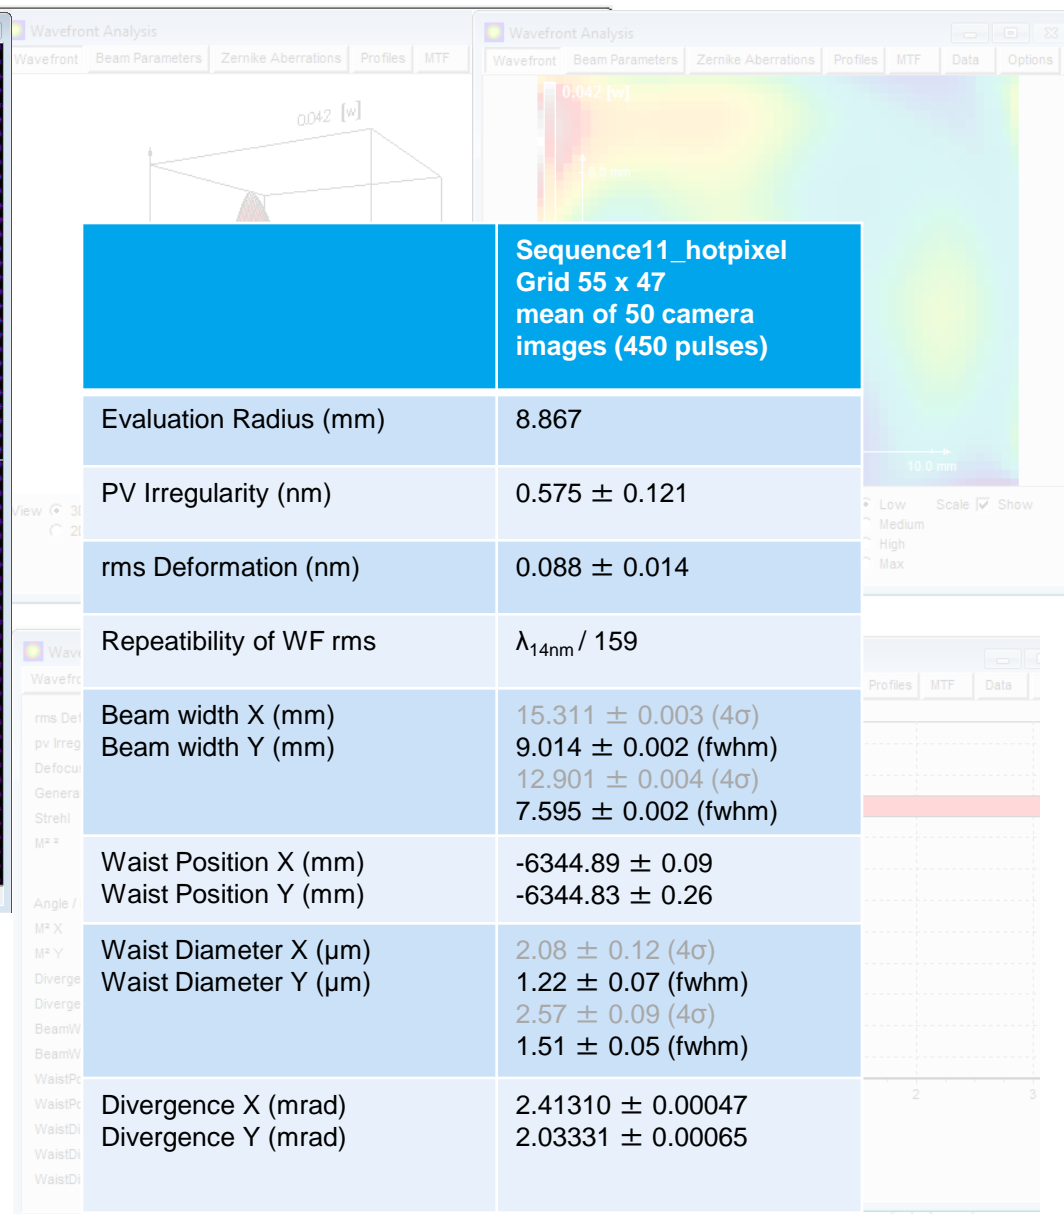 Wavefront Analysis
Wavefront Beam Parameters Zernike Aberrations Profiles MTF
0.042 [w]
Wavefront Analysis
Wavefront Beam Parameters Zernike Aberrations Profiles MTF Data Options
0.042 [w]
10.0 mm
View
Low Scale Show
Medium
High
Max
Sequence11_hotpixel
Grid 55 x 47
mean of 50 camera
images (450 pulses)
Evaluation Radius (mm) 8.867
PV Irregularity (nm) 0.575 ± 0.121
rms Deformation (nm) 0.088 ± 0.014
Repeatibility of WF rms λ14nm / 159
Beam width X (mm) 15.311 ± 0.003 (4σ)
Beam width Y (mm) 9.014 ± 0.002 (fwhm)
12.901 ± 0.004 (4σ)
7.595 ± 0.002 (fwhm)
Waist Position X (mm) -6344.89 ± 0.09
Waist Position Y (mm) -6344.83 ± 0.26
Waist Diameter X (µm) 2.08 ± 0.12 (4σ)
Waist Diameter Y (µm) 1.22 ± 0.07 (fwhm)
2.57 ± 0.09 (4σ)
1.51 ± 0.05 (fwhm)
Divergence X (mrad) 2.41310 ± 0.00047
Divergence Y (mrad) 2.03331 ± 0.00065
Profiles MTF Data
rms
pv
Strehl
M² ²
Angle /
M² X
M² Y
2 3